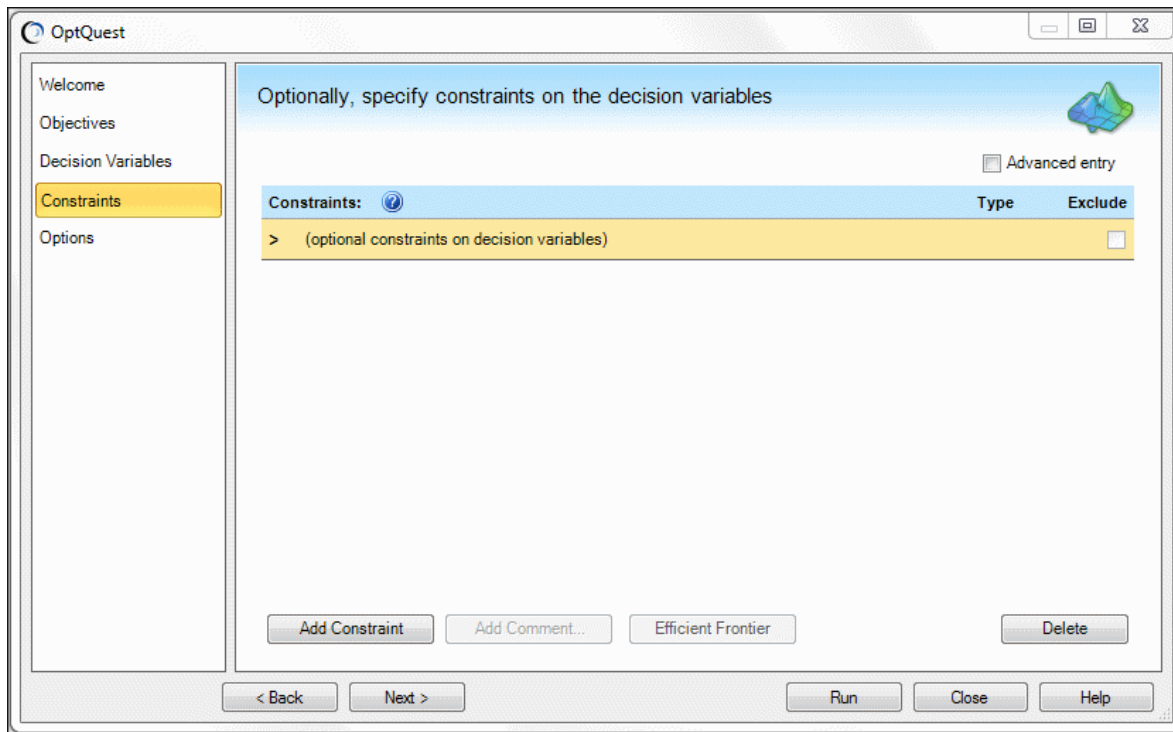 OptQuest
Welcome
Objectives
Decision Variables
Constraints
Options
Optionally, specify constraints on the decision variables
Advanced entry
Constraints: ? Type Exclude
> (optional constraints on decision variables)
Add Constraint Add Comment... Efficient Frontier Delete
< Back Next > Run Close Help